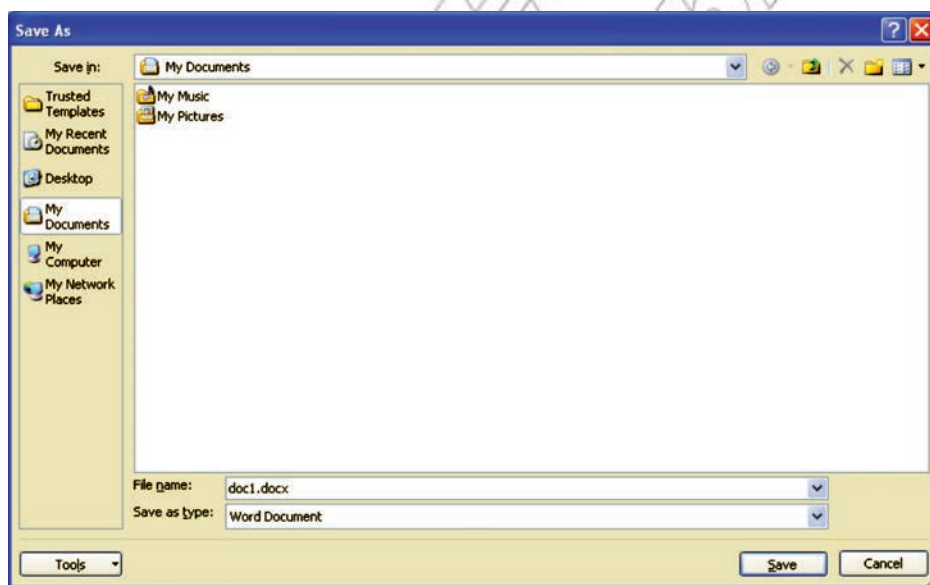 Save As
Save in:
My Documents
Trusted
Templates
My Recent
Documents
Desktop
My
Documents
My
Computer
My Network
Places
My Music
My Pictures
File name:
doc1.docx
Save as type:
Word Document
Tools
Save
Cancel